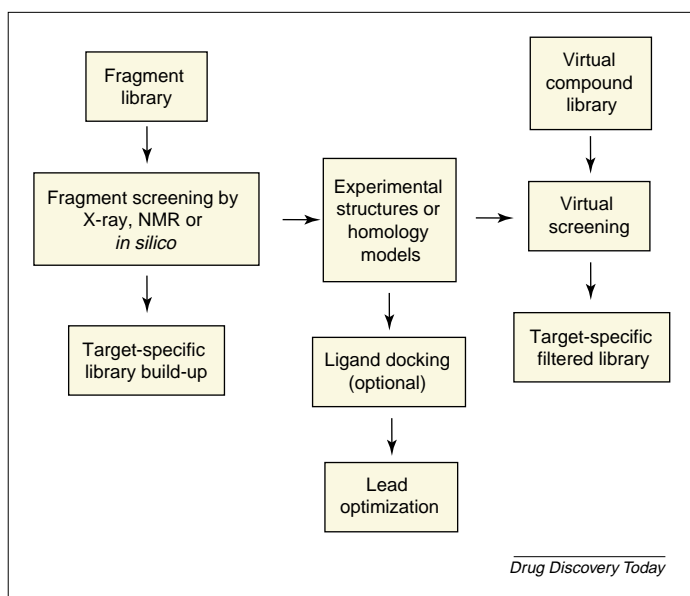 Fragment
library
Fragment screening by
X-ray, NMR or
in silico
Target-specific
library build-up
Experimental
structures or
homology
models
Ligand docking
(optional)
Lead
optimization
Virtual
compound
library
Virtual
screening
Target-specific
filtered library
Drug Discovery Today